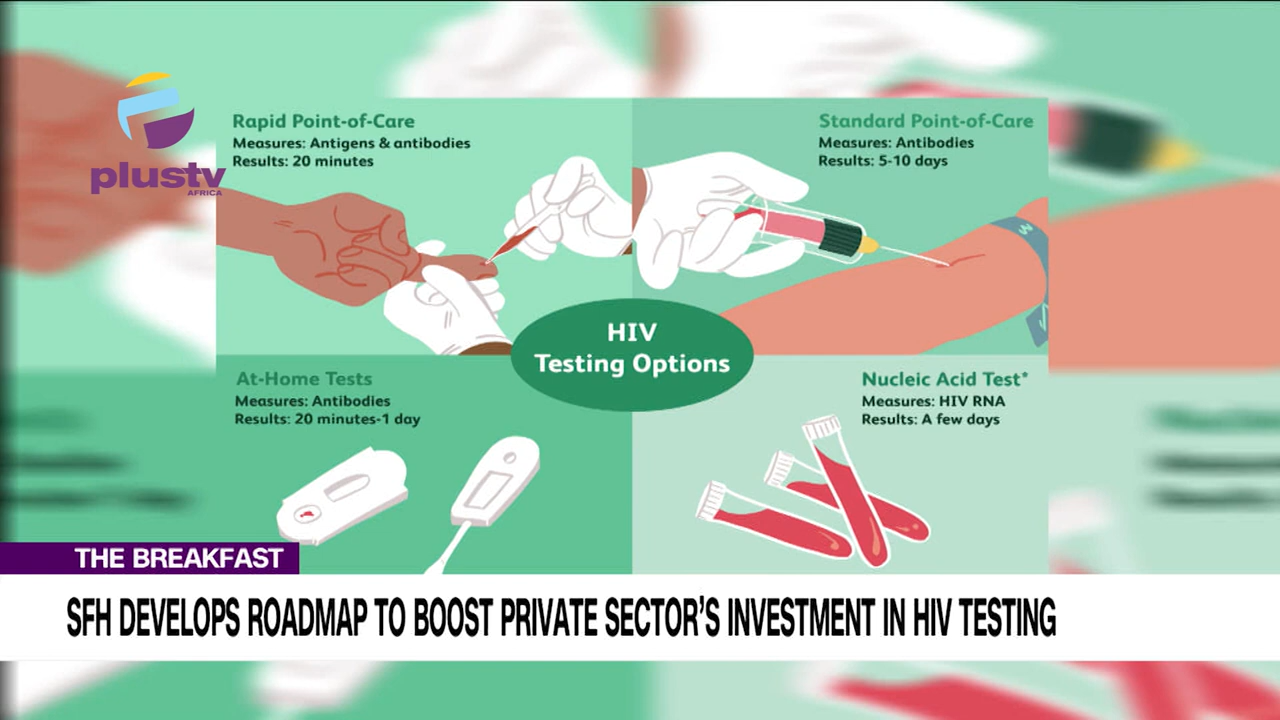 plustv
AFRICA
Rapid Point-of-Care
Measures: Antigens & antibodies
Results: 20 minutes
Standard Point-of-Care
Measures: Antibodies
Results: 5-10 days
HIV
Testing Options
At-Home Tests
Measures: Antibodies
Results: 20 minutes-1 day
Nucleic Acid Test*
Measures: HIV RNA
Results: A few days
THE BREAKFAST
SFH DEVELOPS ROADMAP TO BOOST PRIVATE SECTOR'S INVESTMENT IN HIV TESTING